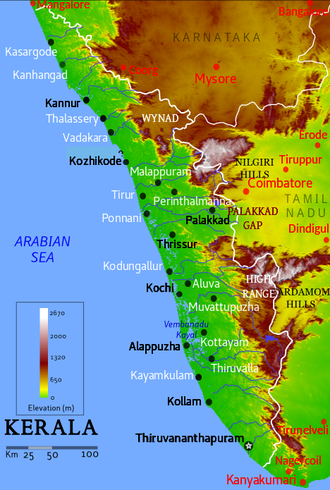 Mangalore
Bangalore
KARNATAKA
Kasargode
Kanhangad
Coorg
Mysore
Kannur
Thalassery
WYNAD
Vadakara
Erode
Kozhikode
NILGIRI
HILLS
Tiruppur
Malappuram
Coimbatore
Tirur
Perinthalmanna
TAMIL
NADU
Ponnani
Palakkad
PALAKKAD
GAP
Dindigul
ARABIAN
SEA
Thrissur
Kodungallur
HIGH
RANGE
Kochi
Aluva
ARDAMOM
HILLS
Muvattupuzha
2670
2000
1320
650
0
Elevation (m)
Vembanadu
Kayal
Alappuzha
Kottayam
Thiruvalla
Kayamkulam
Kollam
KERALA
Km 25 50 100
Thiruvananthapuram
Tirunelveli
Nagercoil
Kanyakumari